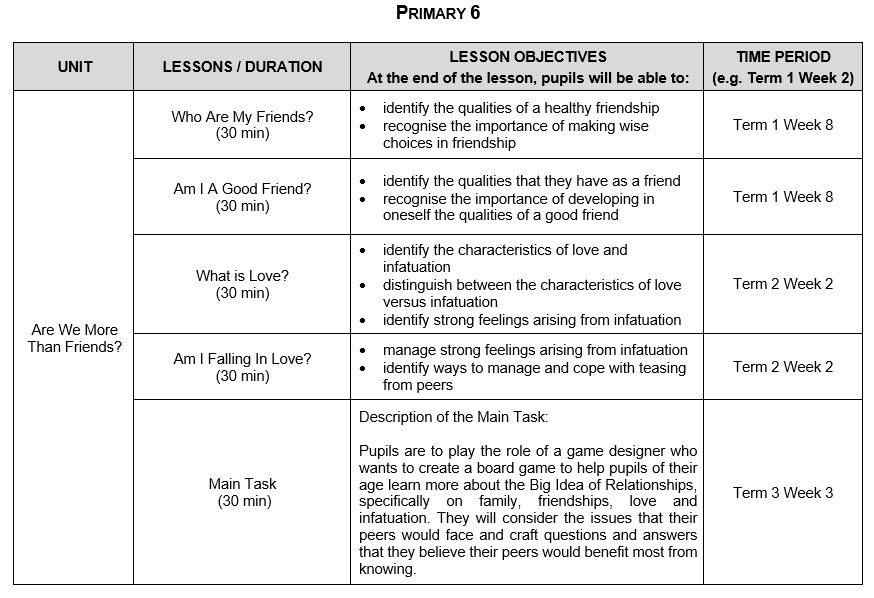 PRIMARY 6
UNIT
LESSONS / DURATION
LESSON OBJECTIVES
At the end of the lesson, pupils will be able to:
TIME PERIOD
(e.g. Term 1 Week 2)
Are We More
Than Friends?
Who Are My Friends?
(30 min)
• identify the qualities of a healthy friendship
• recognise the importance of making wise
choices in friendship
Term 1 Week 8
Am I A Good Friend?
(30 min)
• identify the qualities that they have as a friend
• recognise the importance of developing in
oneself the qualities of a good friend
Term 1 Week 8
What is Love?
(30 min)
• identify the characteristics of love and
infatuation
• distinguish between the characteristics of love
versus infatuation
• identify strong feelings arising from infatuation
Term 2 Week 2
Am I Falling In Love?
(30 min)
• manage strong feelings arising from infatuation
• identify ways to manage and cope with teasing
from peers
Term 2 Week 2
Main Task
(30 min)
Description of the Main Task:
Pupils are to play the role of a game designer who
wants to create a board game to help pupils of their
age learn more about the Big Idea of Relationships,
specifically on family, friendships, love and
infatuation. They will consider the issues that their
peers would face and craft questions and answers
that they believe their peers would benefit most from
knowing.
Term 3 Week 3